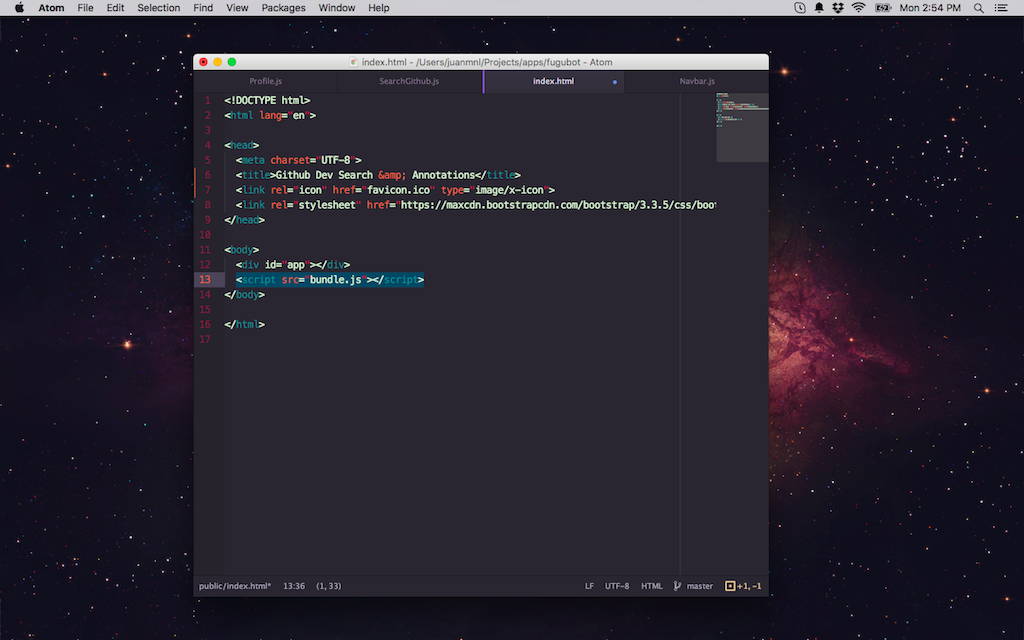 Atom File Edit Selection Find View Packages Window Help Mon 2:54 PM
index.html - /Users/juanmnl/Projects/apps/fugubot - Atom
Profile.js SearchGithub.js index.html Navbar.js
1 <!DOCTYPE html>
2 <html lang="en">
3
4 <head>
5 <meta charset="UTF-8">
6 <title>Github Dev Search &amp; Annotations</title>
7 <link rel="icon" href="favicon.ico" type="image/x-icon">
8 <link rel="stylesheet" href="https://maxcdn.bootstrapcdn.com/bootstrap/3.3.5/css/boot
9 </head>
10
11 <body>
12 <div id="app"></div>
13 <script src="bundle.js"></script>
14 </body>
15
16 </html>
17
public/index.html* 13:36 (1, 33) LF UTF-8 HTML master +1, -1